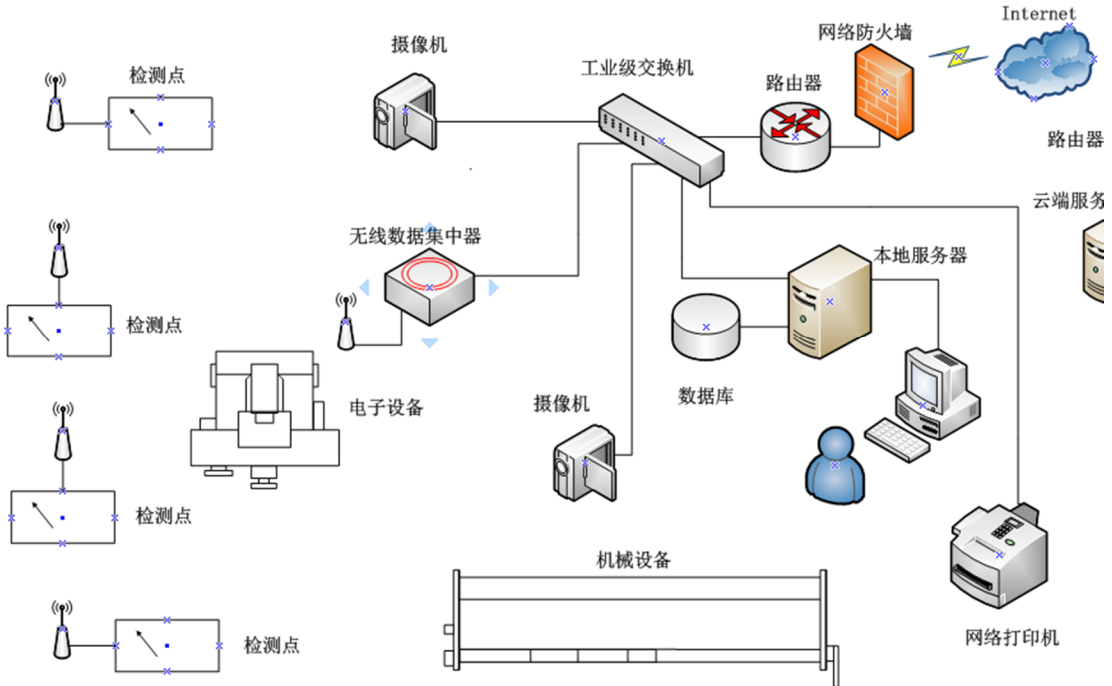 Internet
网络防火墙
摄像机
工业级交换机
检测点
路由器
路由器
云端服务
无线数据集中器
本地服务器
检测点
数据库
摄像机
电子设备
检测点
机械设备
网络打印机
检测点